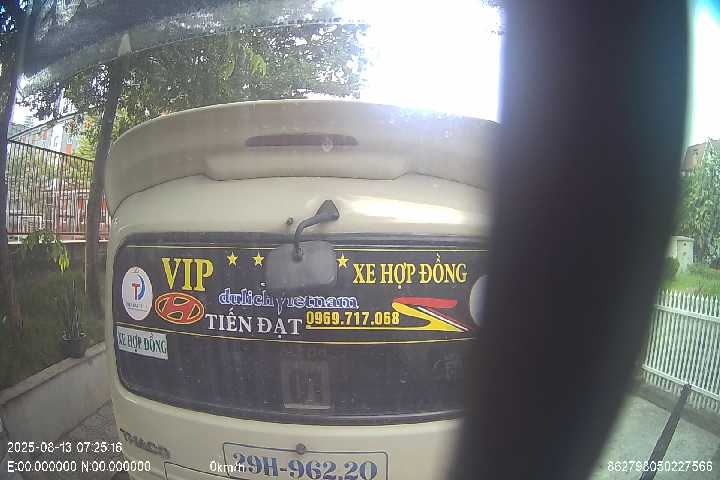 VIP
XE HỢP ĐỒNG
dulichvietnam
TIẾN ĐẠT 0969.717.068
XE HỢP ĐỒNG
THACO
29H-962.20
2025-08-13 07:25:16
E:00.000000 N:00.000000
0km/h
862798050227566